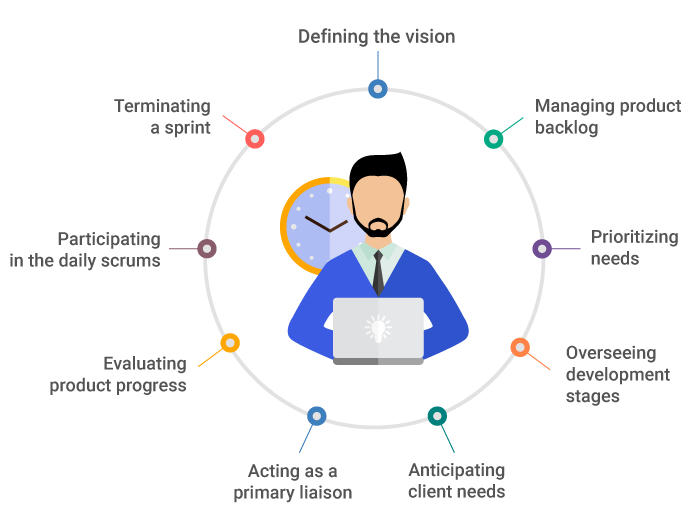 Defining the vision
Managing product
backlog
Prioritizing
needs
Overseeing
development
stages
Anticipating
client needs
Acting as a
primary liaison
Evaluating
product progress
Participating
in the daily scrums
Terminating
a sprint